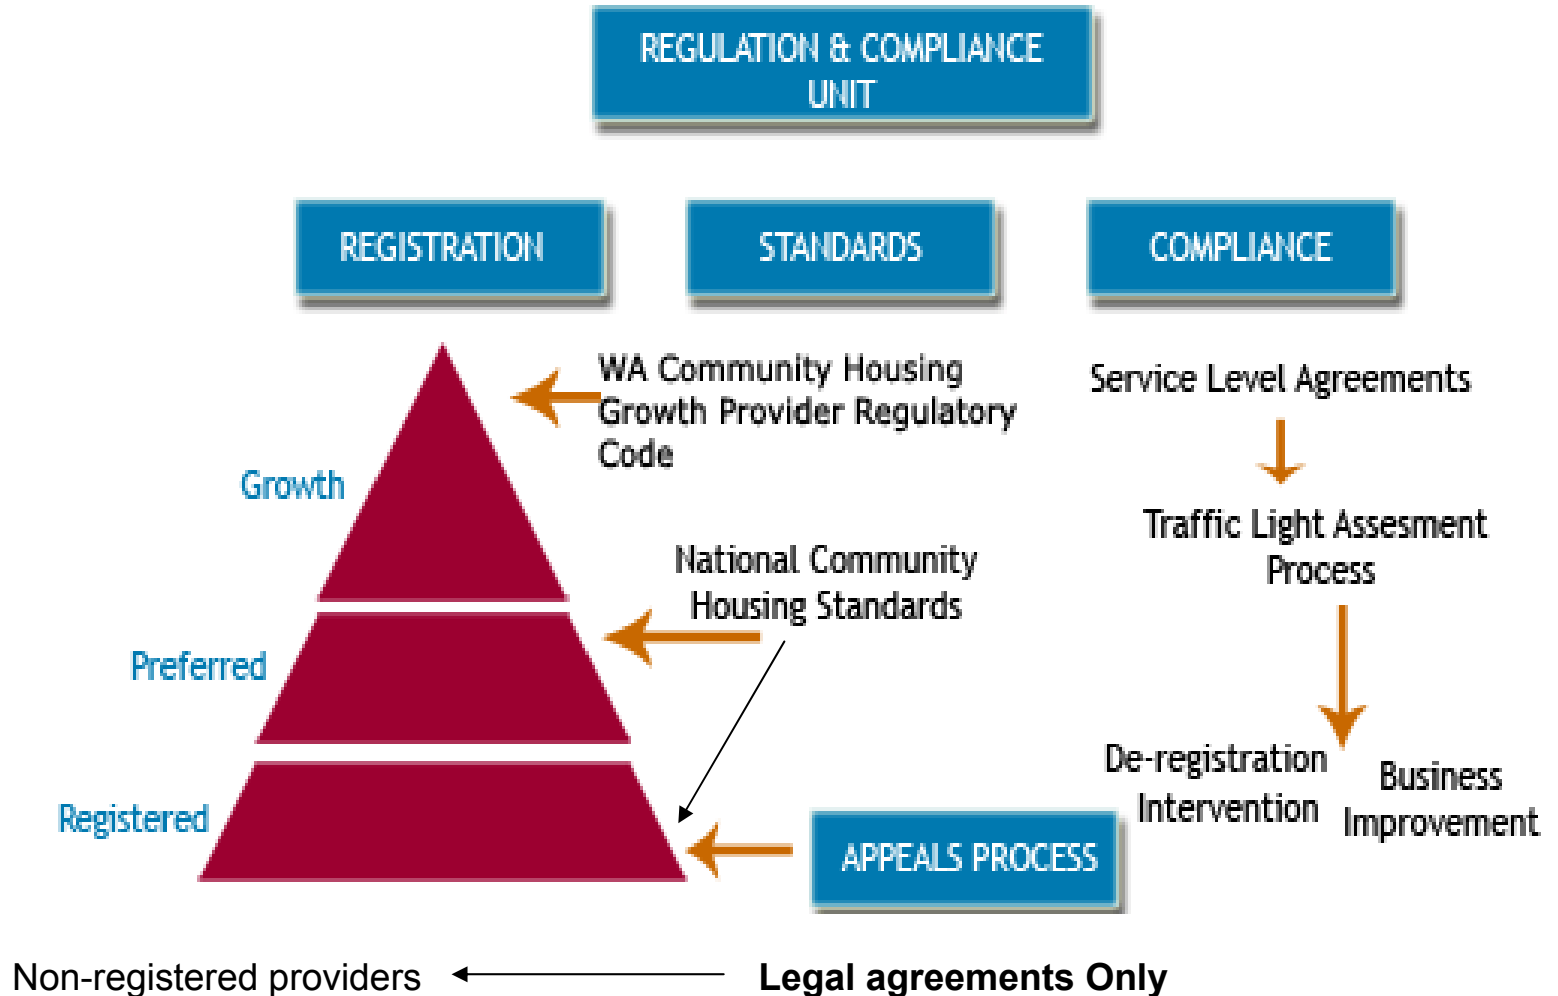 REGULATION & COMPLIANCE
UNIT
REGISTRATION
STANDARDS
COMPLIANCE
WA Community Housing
Growth Provider Regulatory
Code
Service Level Agreements
Growth
Traffic Light Assesment
Process
National Community
Housing Standards
Preferred
De-registration
Intervention
Business
Improvement
Registered
APPEALS PROCESS
Non-registered providers
Legal agreements Only